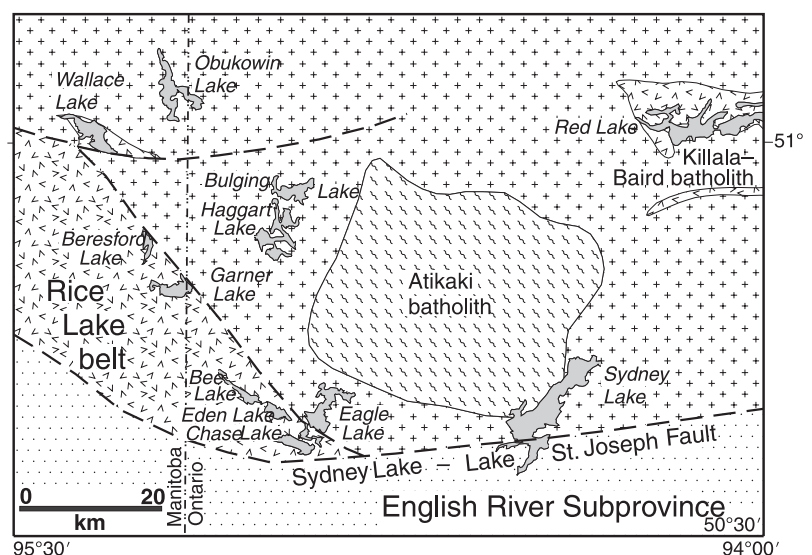 Obukowin
Lake
Wallace
Lake
Red Lake
51°
Killala–
Baird batholith
Bulging
Lake
Haggart
Lake
Beresford
Lake
Garner
Lake
Rice
Lake
belt
Atikaki
batholith
Bee
Lake
Eden Lake
Chase Lake
Eagle
Lake
Sydney
Lake
Sydney Lake – Lake St. Joseph Fault
Manitoba
Ontario
0 20
km
English River Subprovince
50°30′
95°30′
94°00′